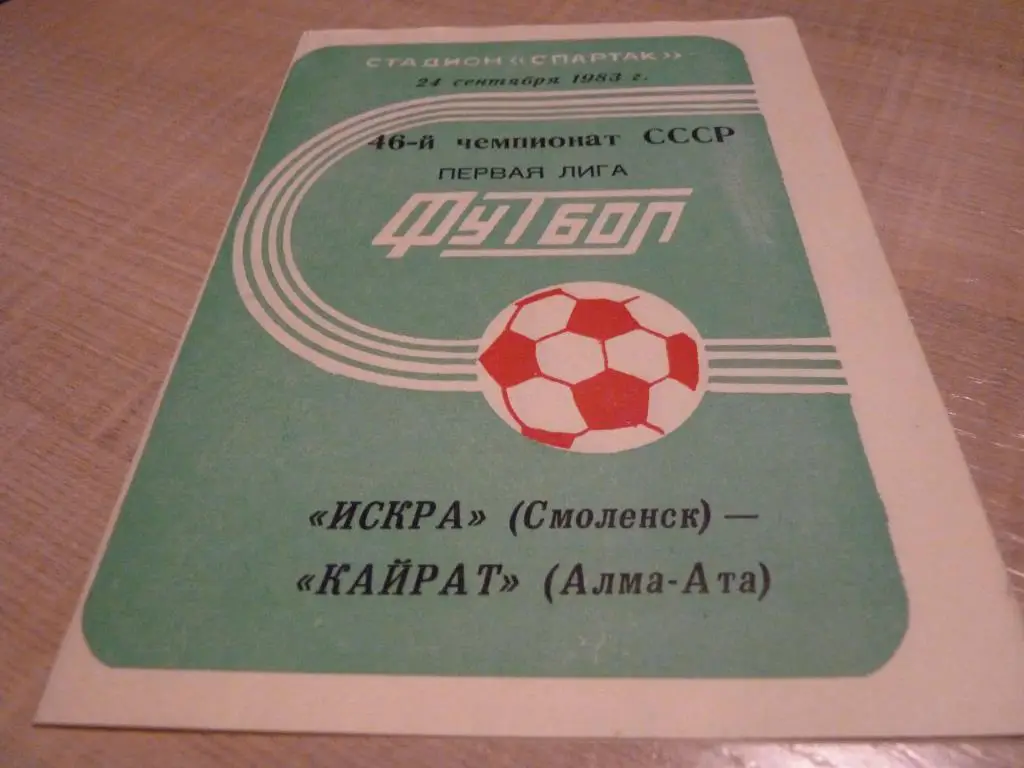 СТАДИОН «СПАРТАК»
24 сентября 1983 г.
46-й чемпионат СССР
ПЕРВАЯ ЛИГА
ФУТБОЛ
«ИСКРА» (Смоленск) —
«КАЙРАТ» (Алма-Ата)